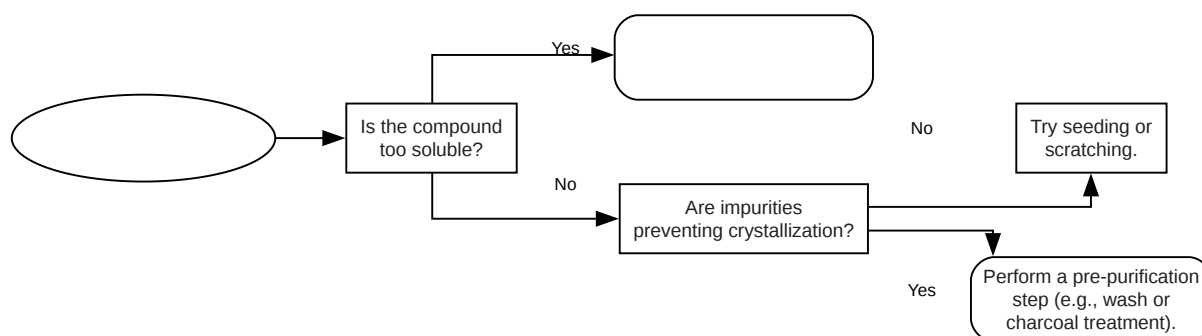 Yes
Is the compound
too soluble?
No
Try seeding or
scratching.
No
Are impurities
preventing crystallization?
Yes
Perform a pre-purification
step (e.g., wash or
charcoal treatment).